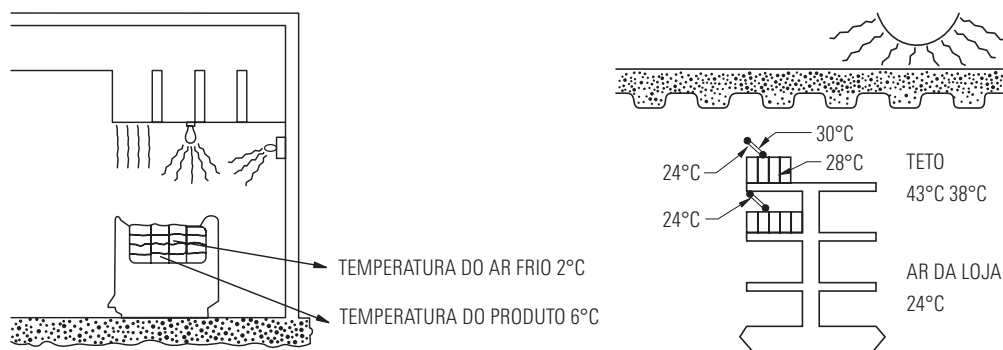 TEMPERATURA DO AR FRIO 2°C
TEMPERATURA DO PRODUTO 6°C
30°C
24°C
28°C
24°C
TETO
43°C 38°C
AR DA LOJA
24°C